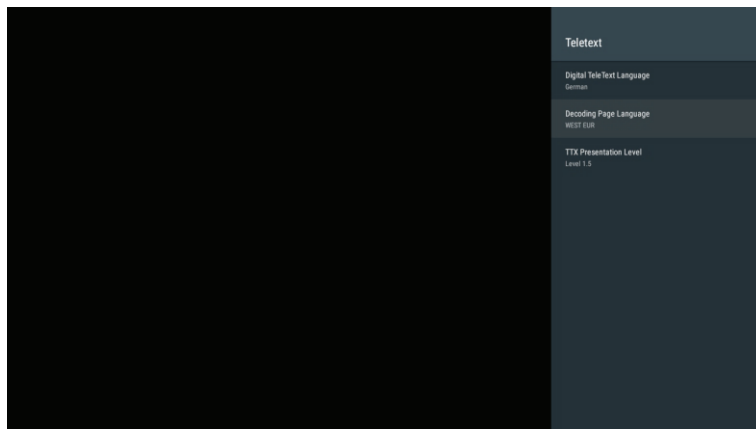 Teletext
Digital TeleText Language
German
Decoding Page Language
WEST EUR
TTX Presentation Level
Level 1.5